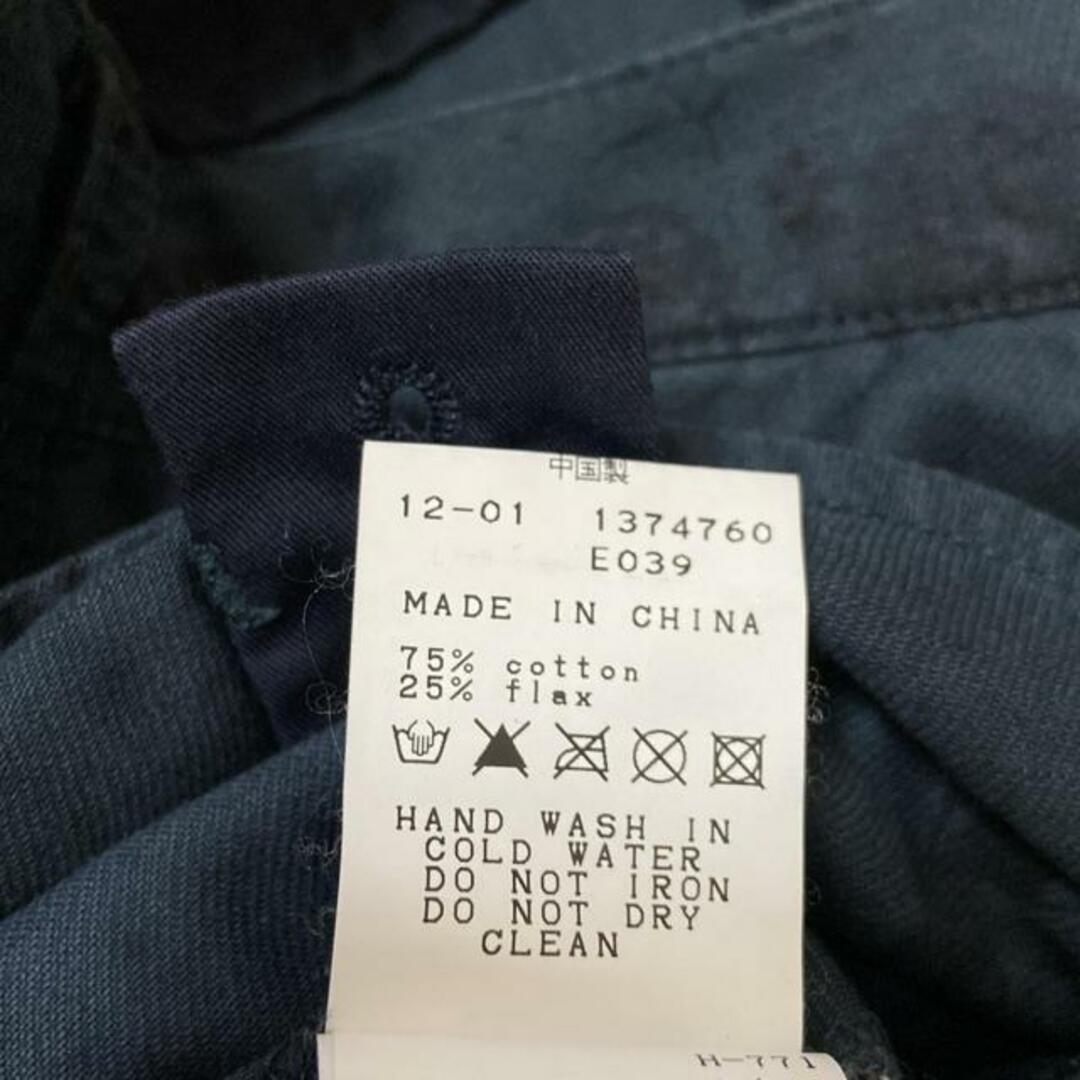 中国製
12-01 1374760
E039
MADE IN CHINA
75% cotton
25% flax
HAND WASH IN
COLD WATER
DO NOT IRON
DO NOT DRY
CLEAN
H-771